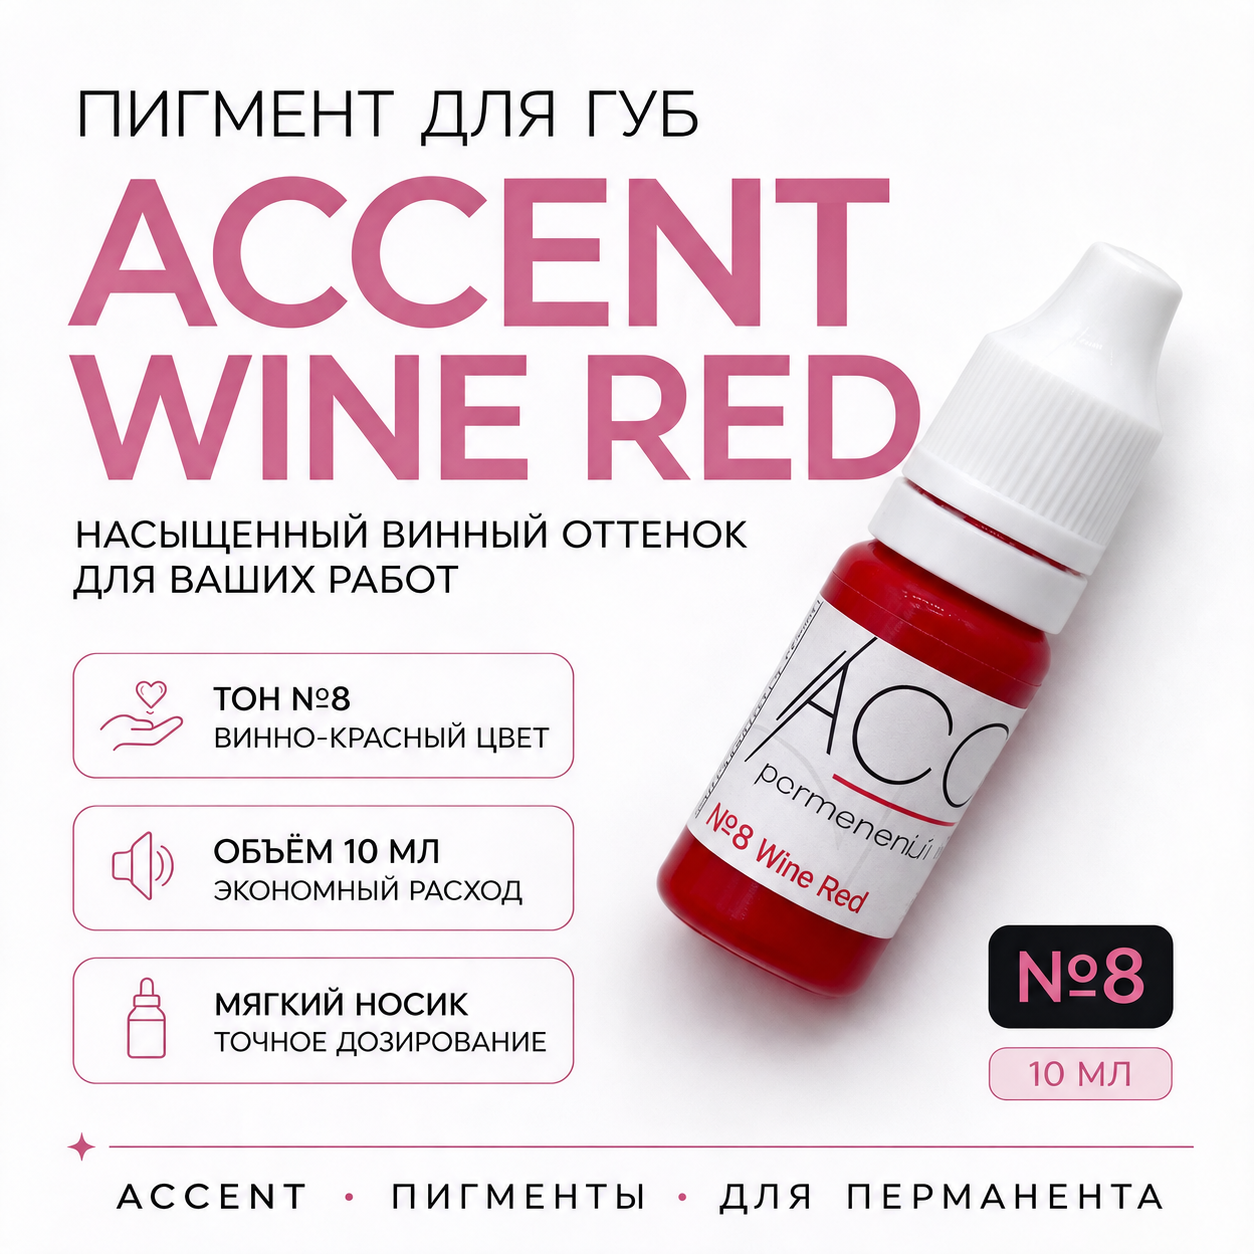 ПИГМЕНТ ДЛЯ ГУБ
ACCENT
WINE RED
НАСЫЩЕННЫЙ ВИННЫЙ ОТТЕНОК
ДЛЯ ВАШИХ РАБОТ
ТОН №8
ВИННО-КРАСНЫЙ ЦВЕТ
ОБЪЁМ 10 МЛ
ЭКОНОМНЫЙ РАСХОД
МЯГКИЙ НОСИК
ТОЧНОЕ ДОЗИРОВАНИЕ
ACC
№8 Wine Red
№8
10 МЛ
ACCENT • ПИГМЕНТЫ • ДЛЯ ПЕРМАНЕНТА